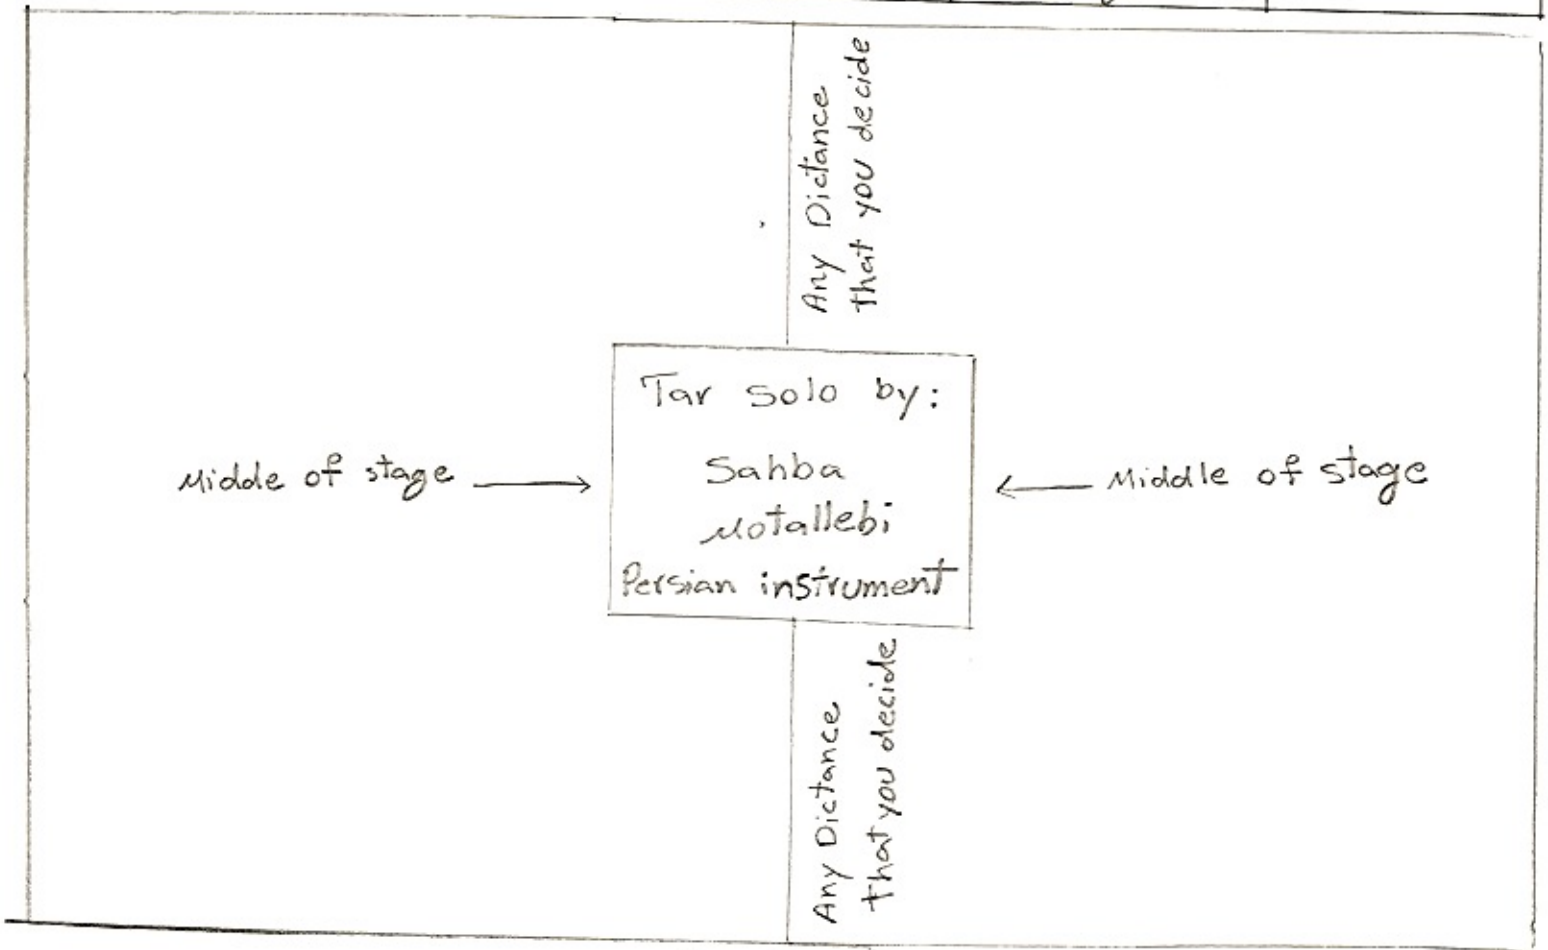 Any Dictance
that you decide
Tar Solo by:
Sahba
Motallebi
Persian instrument
Middle of stage
Middle of stage
Any Dictance
that you decide